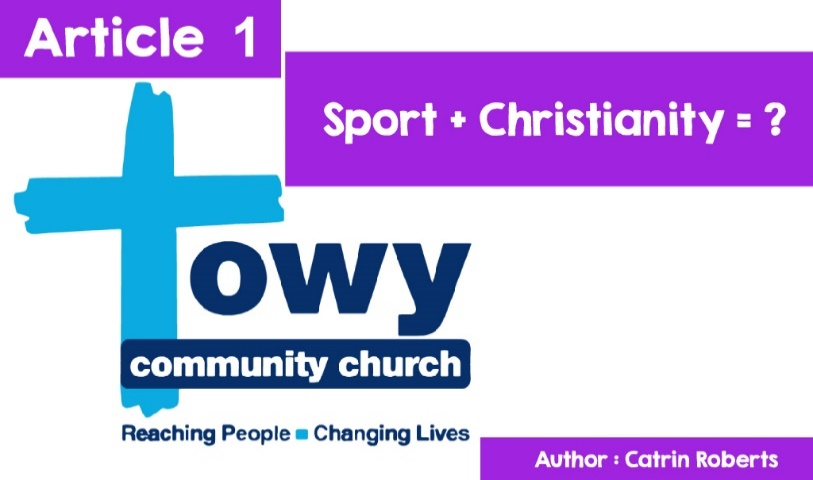 Article 1
Sport + Christianity = ?
towy
community church
Reaching People ▪ Changing Lives
Author : Catrin Roberts